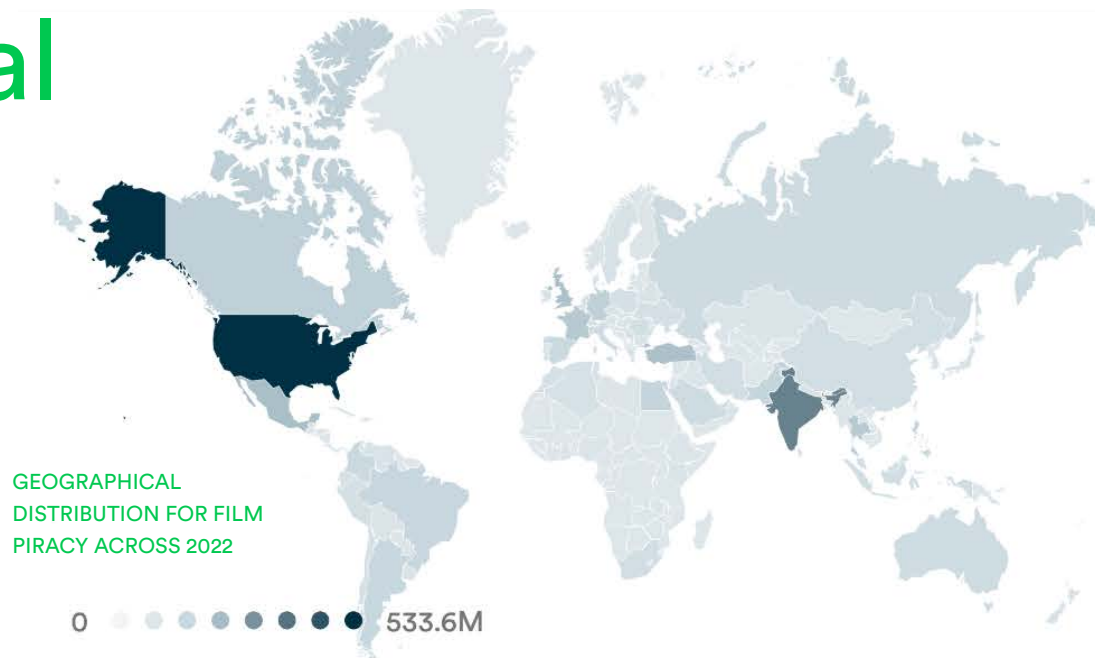 al
GEOGRAPHICAL
DISTRIBUTION FOR FILM
PIRACY ACROSS 2022
0 533.6M